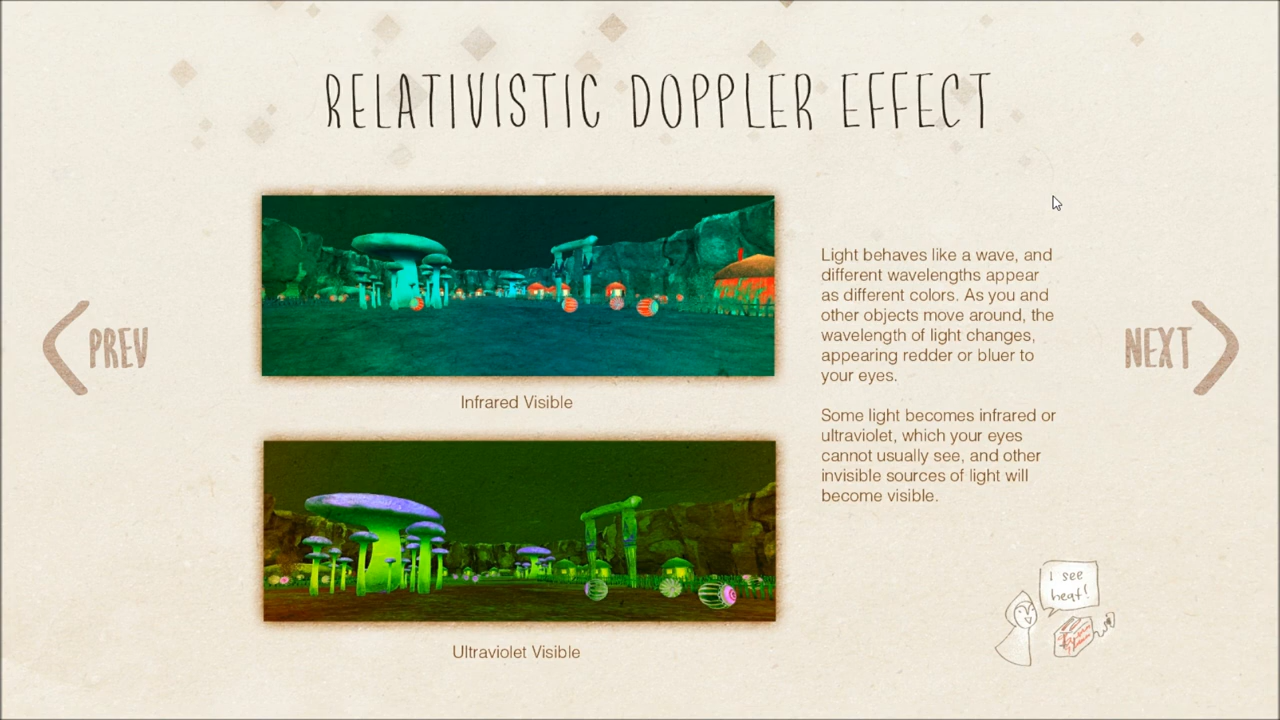 RELATIVISTIC DOPPLER EFFECT
Infrared Visible
Ultraviolet Visible
Light behaves like a wave, and
different wavelengths appear
as different colors. As you and
other objects move around, the
wavelength of light changes,
appearing redder or bluer to
your eyes.
Some light becomes infrared or
ultraviolet, which your eyes
cannot usually see, and other
invisible sources of light will
become visible.
I see
heat!
PREV
NEXT